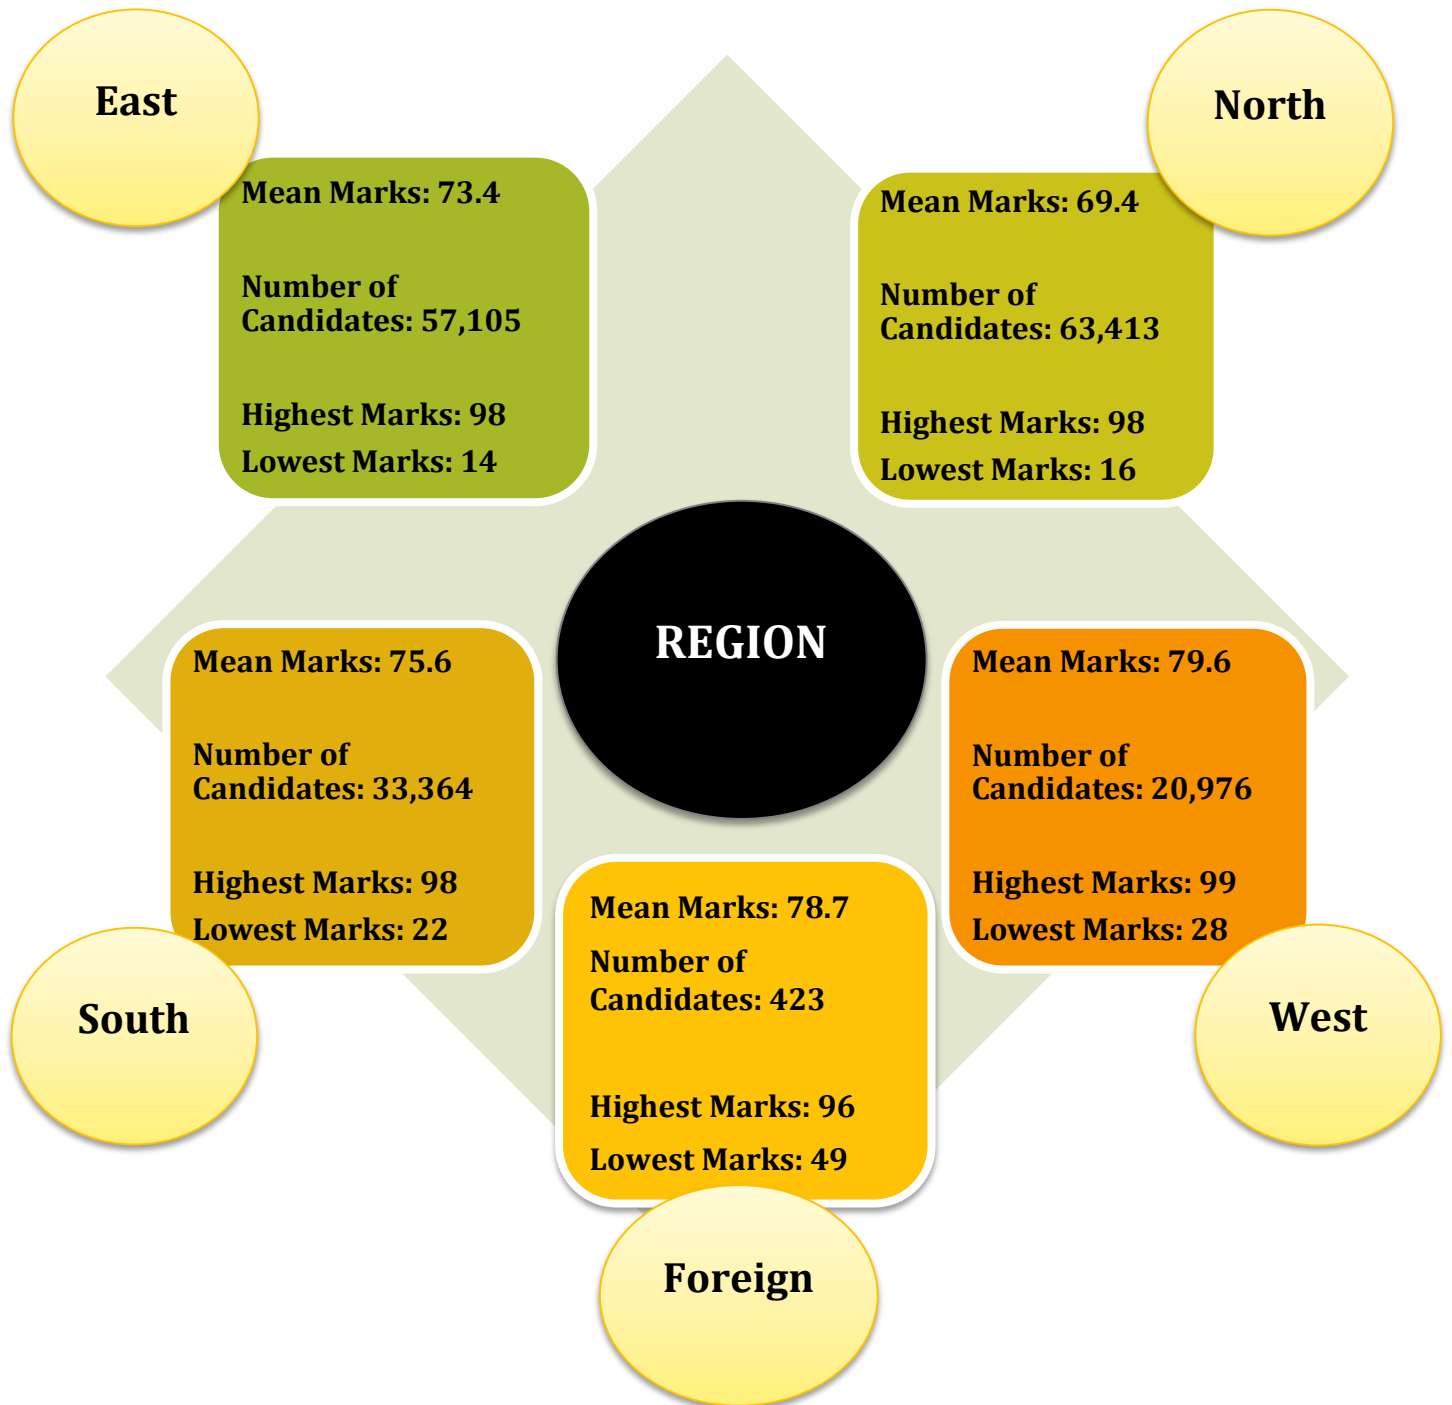 East
Mean Marks: 73.4
Number of
Candidates: 57,105
Highest Marks: 98
Lowest Marks: 14
North
Mean Marks: 69.4
Number of
Candidates: 63,413
Highest Marks: 98
Lowest Marks: 16
REGION
Mean Marks: 75.6
Number of
Candidates: 33,364
Highest Marks: 98
Lowest Marks: 22
South
Mean Marks: 79.6
Number of
Candidates: 20,976
Highest Marks: 99
Lowest Marks: 28
West
Mean Marks: 78.7
Number of
Candidates: 423
Highest Marks: 96
Lowest Marks: 49
Foreign